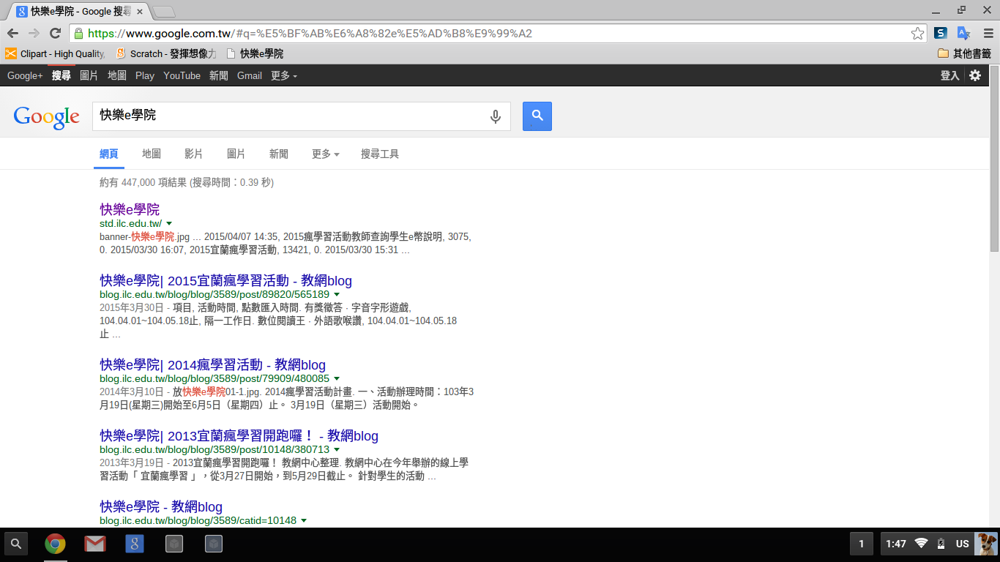 快樂e學院 - Google 搜尋
https://www.google.com.tw/#q=%E5%BF%AB%E6%A8%82e%E5%AD%B8%E9%99%A2
Clipart - High Quality, Scratch - 發揮想像力 快樂e學院 其他書籤
Google+ 搜尋 圖片 地圖 Play YouTube 新聞 Gmail 更多 登入
Google 快樂e學院
網頁 地圖 影片 圖片 新聞 更多 搜尋工具
約有 447,000 項結果 (搜尋時間：0.39 秒)
快樂e學院
std.ilc.edu.tw/
banner-快樂e學院.jpg ... 2015/04/07 14:35, 2015瘋學習活動教師查詢學生e幣說明, 3075,
0. 2015/03/30 16:07, 2015宜蘭瘋學習活動, 13421, 0. 2015/03/30 15:31 ...
快樂e學院| 2015宜蘭瘋學習活動 - 教網blog
blog.ilc.edu.tw/blog/blog/3589/post/89820/565189
2015年3月30日 - 項目, 活動時間, 點數匯入時間. 有獎徵答 · 字音字形遊戲,
104.04.01~104.05.18止, 隔一工作日. 數位閱讀王 · 外語歌喉讚, 104.04.01~104.05.18
止 ...
快樂e學院| 2014瘋學習活動 - 教網blog
blog.ilc.edu.tw/blog/blog/3589/post/79909/480085
2014年3月10日 - 放快樂e學院01-1.jpg. 2014瘋學習活動計畫. 一、活動辦理時間：103年3
月19日(星期三)開始至6月5日（星期四）止。 3月19日（星期三）活動開始。
快樂e學院| 2013宜蘭瘋學習開跑囉！ - 教網blog
blog.ilc.edu.tw/blog/blog/3589/post/10148/380713
2013年3月19日 - 2013宜蘭瘋學習開跑囉！ 教網中心整理. 教網中心在今年舉辦的線上學
習活動「 宜蘭瘋學習 」，從3月27日開始，到5月29日截止。 針對學生的活動 ...
快樂e學院 - 教網blog
blog.ilc.edu.tw/blog/blog/3589/catid=10148
1 1:47 US